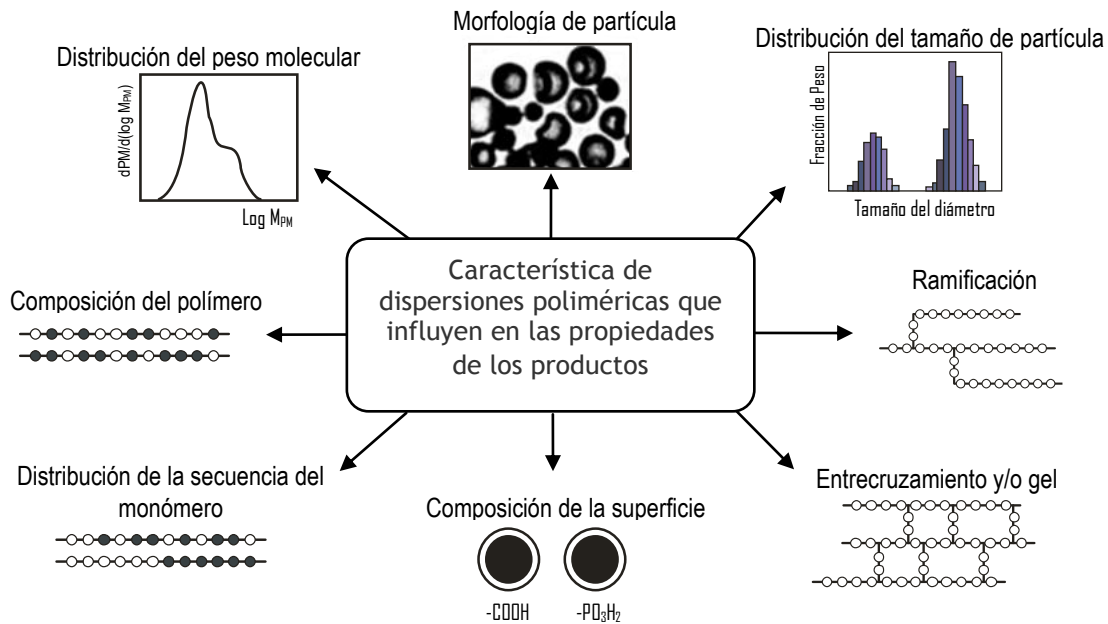 Morfología de partícula
Distribución del peso molecular
dPM/d(log M_PM)
Log M_PM
Distribución del tamaño de partícula
Fracción de Peso
Tamaño del diámetro
Característica de
dispersiones poliméricas que
influyen en las propiedades
de los productos
Composición del polímero
Ramificación
Distribución de la secuencia del
monómero
Composición de la superficie
-COOH
-PO₃H₂
Entrecruzamiento y/o gel